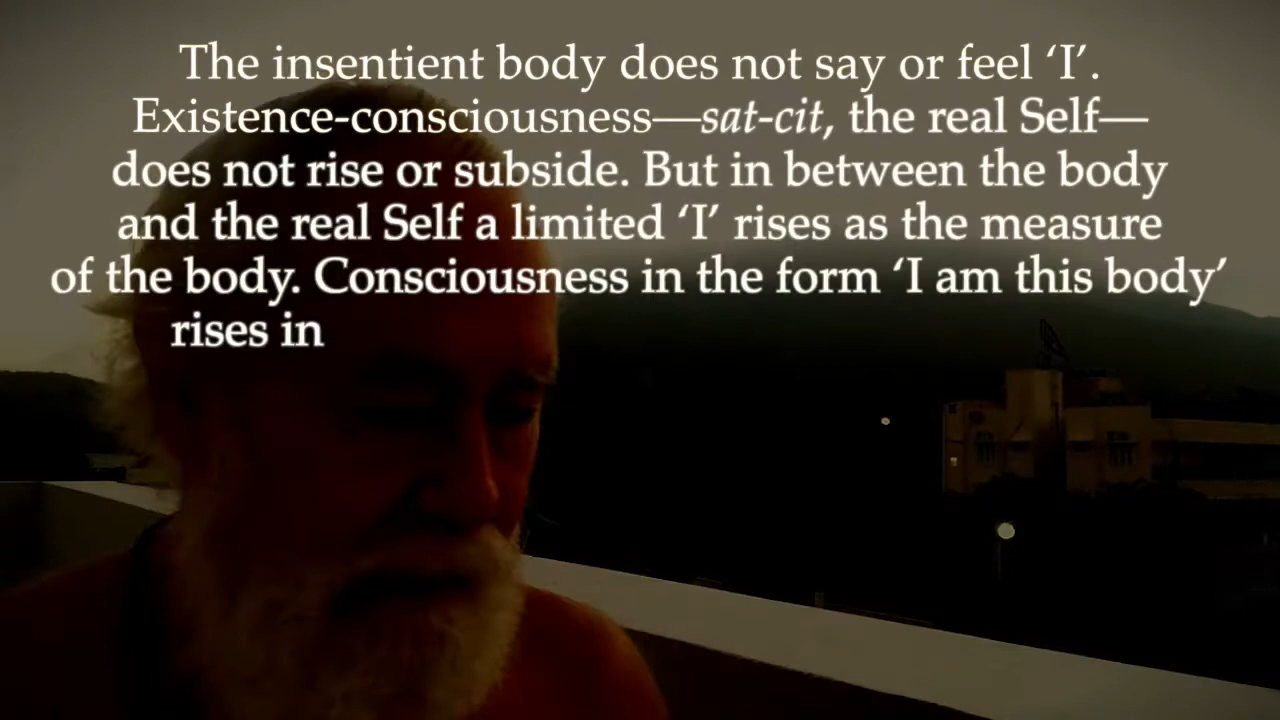 The insentient body does not say or feel ‘I’.
Existence-consciousness—sat-cit, the real Self—
does not rise or subside. But in between the body
and the real Self a limited ‘I’ rises as the measure
of the body. Consciousness in the form ‘I am this body’
rises in